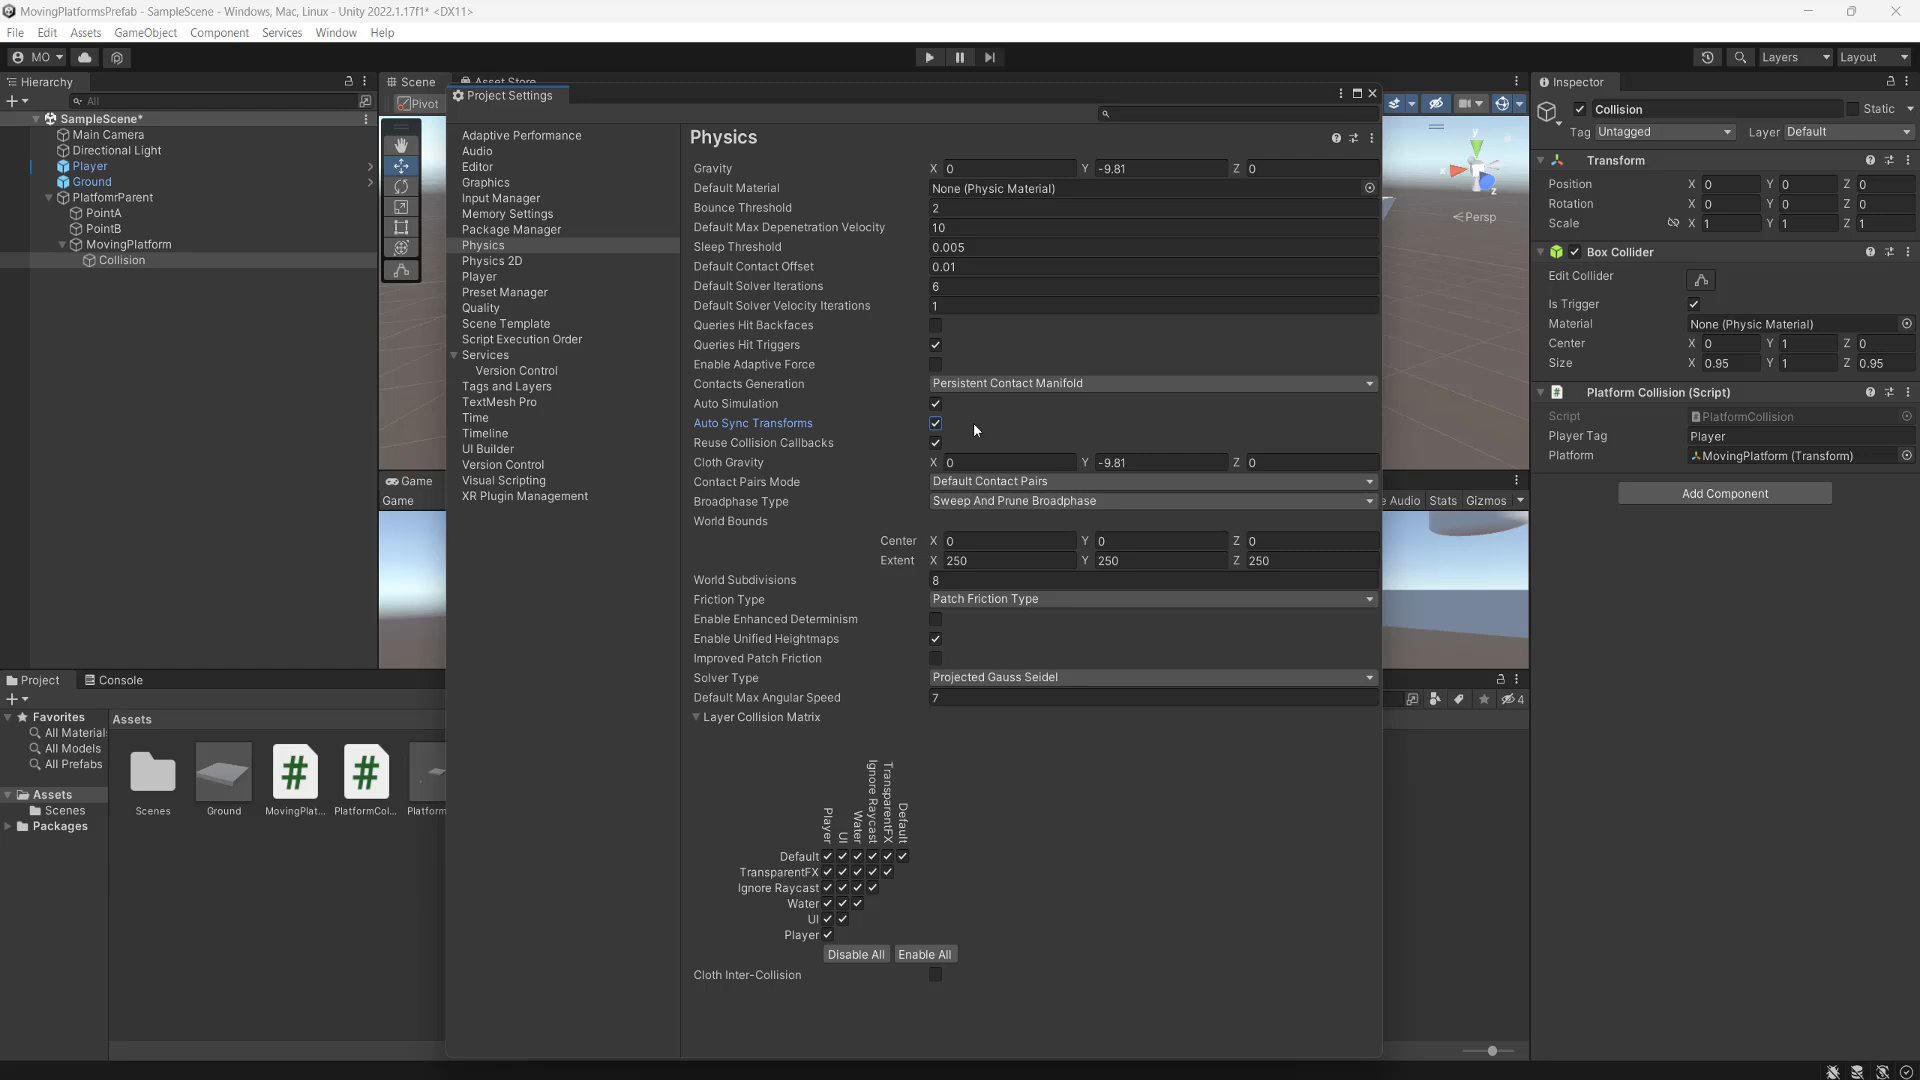 MovingPlatformsPrefab - SampleScene - Windows, Mac, Linux - Unity 2022.1.17f1* <DX11>
File Edit Assets GameObject Component Services Window Help
MO Layers Layout
Hierarchy
All
SampleScene*
Main Camera
Directional Light
Player
Ground
PlatfomrParent
PointA
PointB
MovingPlatform
Collision
Scene Asset Store
Pivot
Persp
x
y
z
Game
Game
e Audio Stats Gizmos
Project Settings
Adaptive Performance
Audio
Editor
Graphics
Input Manager
Memory Settings
Package Manager
Physics
Physics 2D
Player
Preset Manager
Quality
Scene Template
Script Execution Order
Services
Version Control
Tags and Layers
TextMesh Pro
Time
Timeline
UI Builder
Version Control
Visual Scripting
XR Plugin Management
Physics
Gravity X 0 Y -9.81 Z 0
Default Material None (Physic Material)
Bounce Threshold 2
Default Max Depenetration Velocity 10
Sleep Threshold 0.005
Default Contact Offset 0.01
Default Solver Iterations 6
Default Solver Velocity Iterations 1
Queries Hit Backfaces
Queries Hit Triggers
Enable Adaptive Force
Contacts Generation Persistent Contact Manifold
Auto Simulation
Auto Sync Transforms
Reuse Collision Callbacks
Cloth Gravity X 0 Y -9.81 Z 0
Contact Pairs Mode Default Contact Pairs
Broadphase Type Sweep And Prune Broadphase
World Bounds
Center X 0 Y 0 Z 0
Extent X 250 Y 250 Z 250
World Subdivisions 8
Friction Type Patch Friction Type
Enable Enhanced Determinism
Enable Unified Heightmaps
Improved Patch Friction
Solver Type Projected Gauss Seidel
Default Max Angular Speed 7
Layer Collision Matrix
Player
UI
Water
Ignore Raycast
TransparentFX
Default
Default
TransparentFX
Ignore Raycast
Water
UI
Player
Disable All Enable All
Cloth Inter-Collision
Inspector
Collision Static
Tag Untagged Layer Default
Transform
Position X 0 Y 0 Z 0
Rotation X 0 Y 0 Z 0
Scale X 1 Y 1 Z 1
Box Collider
Edit Collider
Is Trigger
Material None (Physic Material)
Center X 0 Y 1 Z 0
Size X 0.95 Y 1 Z 0.95
Platform Collision (Script)
Script PlatformCollision
Player Tag Player
Platform MovingPlatform (Transform)
Add Component
Project Console
4
Favorites
All Material
All Models
All Prefabs
Assets
Scenes
Packages
Assets
Scenes Ground MovingPlat... PlatformCol... Platform